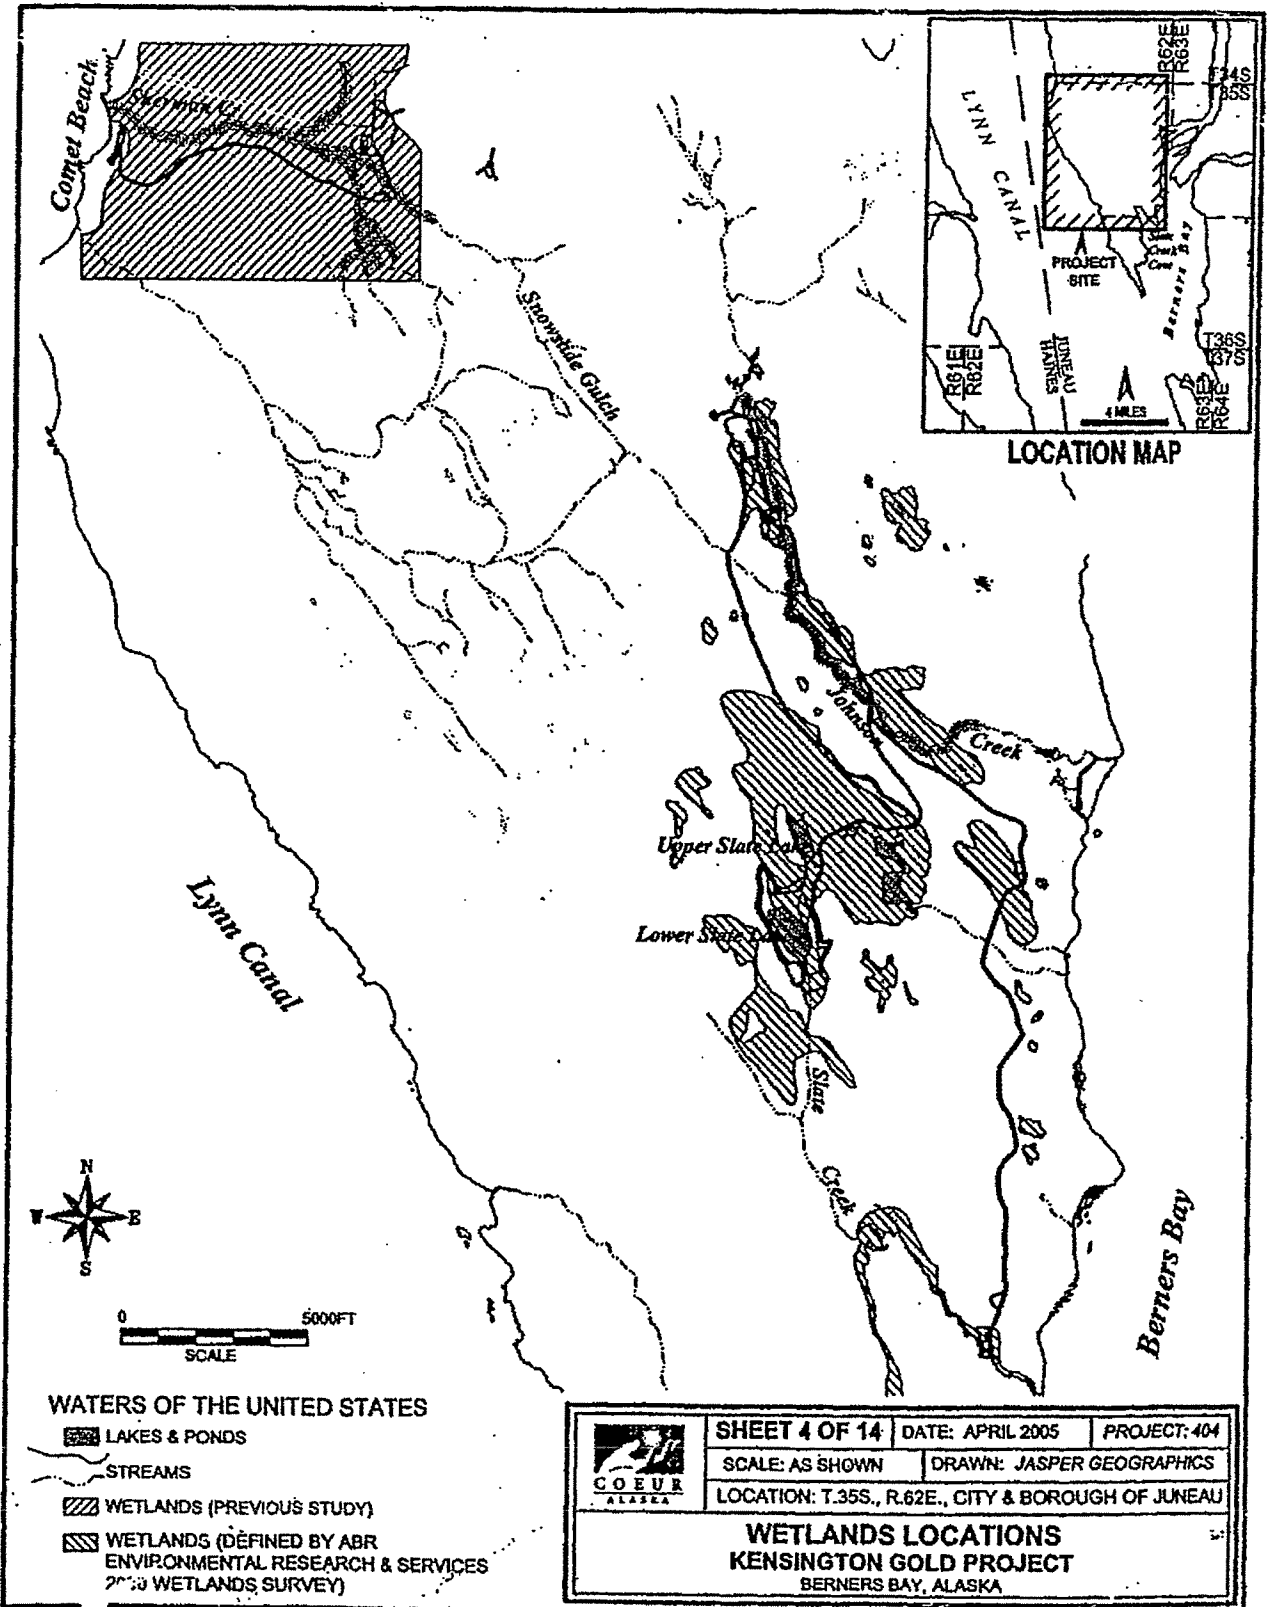 Comet Beach
Sherman Cr.
Snowslide Gulch
LYNN CANAL
R62E
R63E
T34S
T35S
PROJECT
SITE
Slate
Creek
Cove
Berners Bay
JUNEAU
HAINES
T36S
T37S
R61E
R62E
R63E
R64E
4 MILES
LOCATION MAP
Johnson
Creek
Upper Slate Lake
Lower Slate Lake
Lynn Canal
Slate
Creek
Berners Bay
N
W
E
S
0
5000FT
SCALE
WATERS OF THE UNITED STATES
LAKES & PONDS
STREAMS
WETLANDS (PREVIOUS STUDY)
WETLANDS (DEFINED BY ABR
ENVIRONMENTAL RESEARCH & SERVICES
WETLANDS SURVEY)
COEUR
ALASKA
SHEET 4 OF 14
DATE: APRIL 2005
PROJECT: 404
SCALE: AS SHOWN
DRAWN: JASPER GEOGRAPHICS
LOCATION: T.35S., R.62E., CITY & BOROUGH OF JUNEAU
WETLANDS LOCATIONS
KENSINGTON GOLD PROJECT
BERNERS BAY, ALASKA